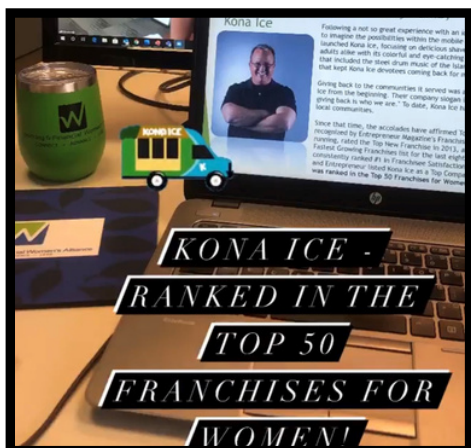 Kona Ice
Following a not so great experience with an
to imagine the possibilities within the mobile
launched Kona Ice, focusing on delicious shave
adults alike with its colorful and eye-catching
that included the steel drum music of the Isla
that kept Kona Ice devotees coming back for
Giving back to the communities it served was a
ice from the beginning. Their company slogan
giving back is who we are." To date, Kona Ice h
local communities.
Since that time, the accolades have affirmed
recognized by Entrepreneur Magazine's Franchis
running, rated the Top New Franchise in 2013, a
Fastest Growing Franchises list for the last eight
consistently ranked #1 in Franchisee Satisfactio
and Entrepreneur listed Kona Ice as a Top Compa
was ranked in the Top 50 Franchises for Women
W
KONA ICE
hp
Women's Alliance
KONA ICE -
RANKED IN THE
TOP 50
FRANCHISES FOR
WOMEN!